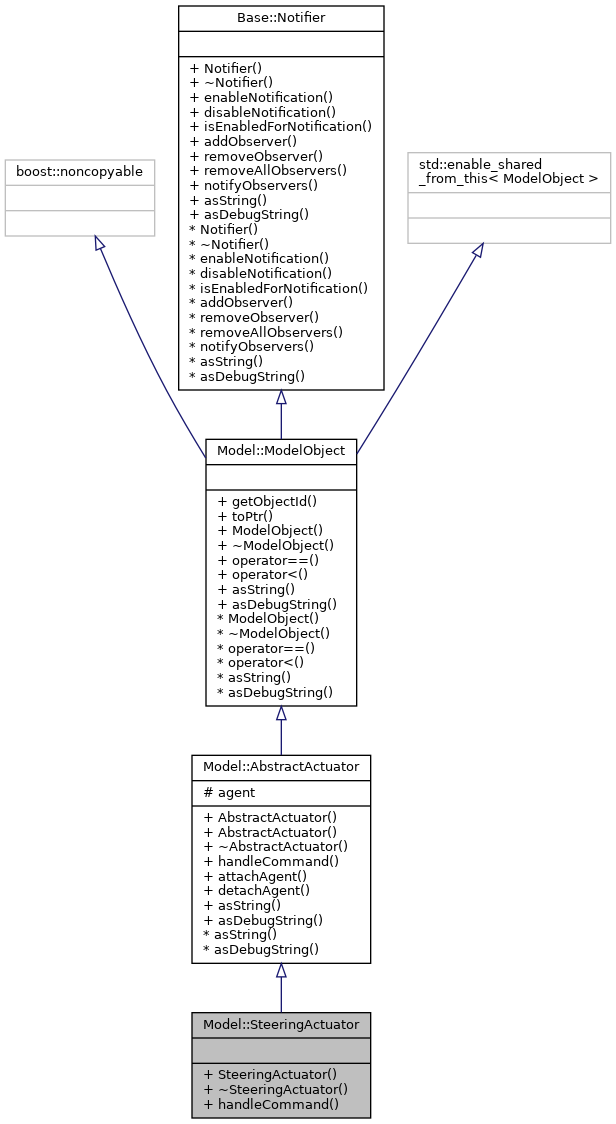 Base::Notifier
+ Notifier()
+ ~Notifier()
+ enableNotification()
+ disableNotification()
+ isEnabledForNotification()
+ addObserver()
+ removeObserver()
+ removeAllObservers()
+ notifyObservers()
+ asString()
+ asDebugString()
* Notifier()
* ~Notifier()
* enableNotification()
* disableNotification()
* isEnabledForNotification()
* addObserver()
* removeObserver()
* removeAllObservers()
* notifyObservers()
* asString()
* asDebugString()
boost::noncopyable
std::enable_shared
_from_this< ModelObject >
Model::ModelObject
+ getObjectId()
+ toPtr()
+ ModelObject()
+ ~ModelObject()
+ operator==()
+ operator<()
+ asString()
+ asDebugString()
* ModelObject()
* ~ModelObject()
* operator==()
* operator<()
* asString()
* asDebugString()
Model::AbstractActuator
# agent
+ AbstractActuator()
+ AbstractActuator()
+ ~AbstractActuator()
+ handleCommand()
+ attachAgent()
+ detachAgent()
+ asString()
+ asDebugString()
* asString()
* asDebugString()
Model::SteeringActuator
+ SteeringActuator()
+ ~SteeringActuator()
+ handleCommand()